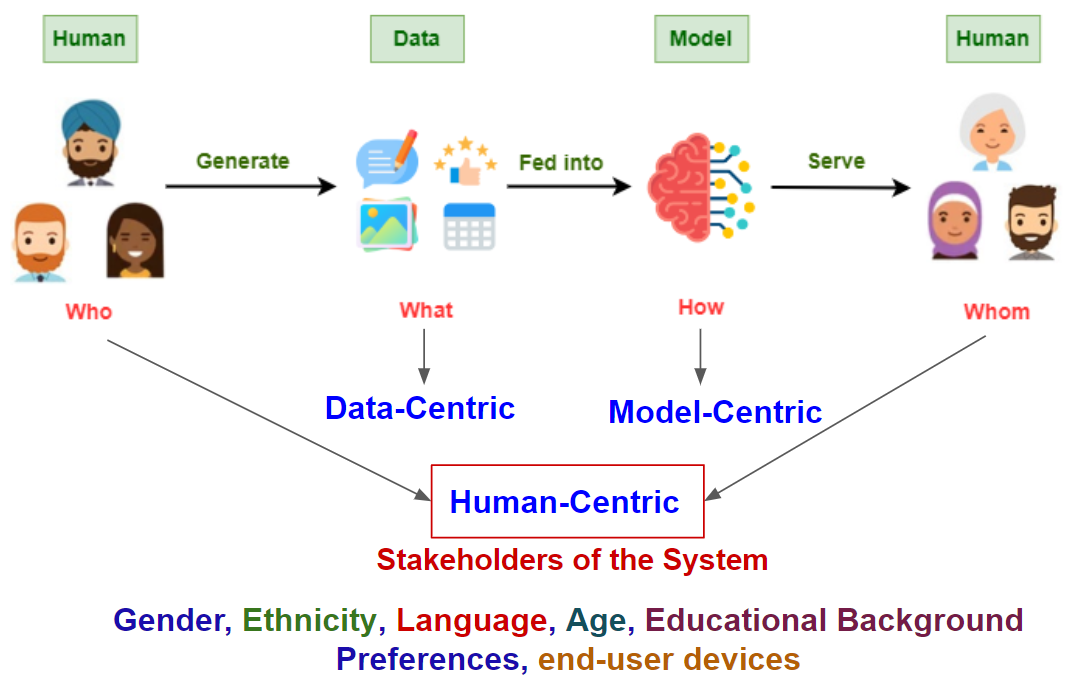 Human Data Model Human
Generate Fed into Serve
Who What How Whom
Data-Centric Model-Centric
Human-Centric
Stakeholders of the System
Gender, Ethnicity, Language, Age, Educational Background
Preferences, end-user devices